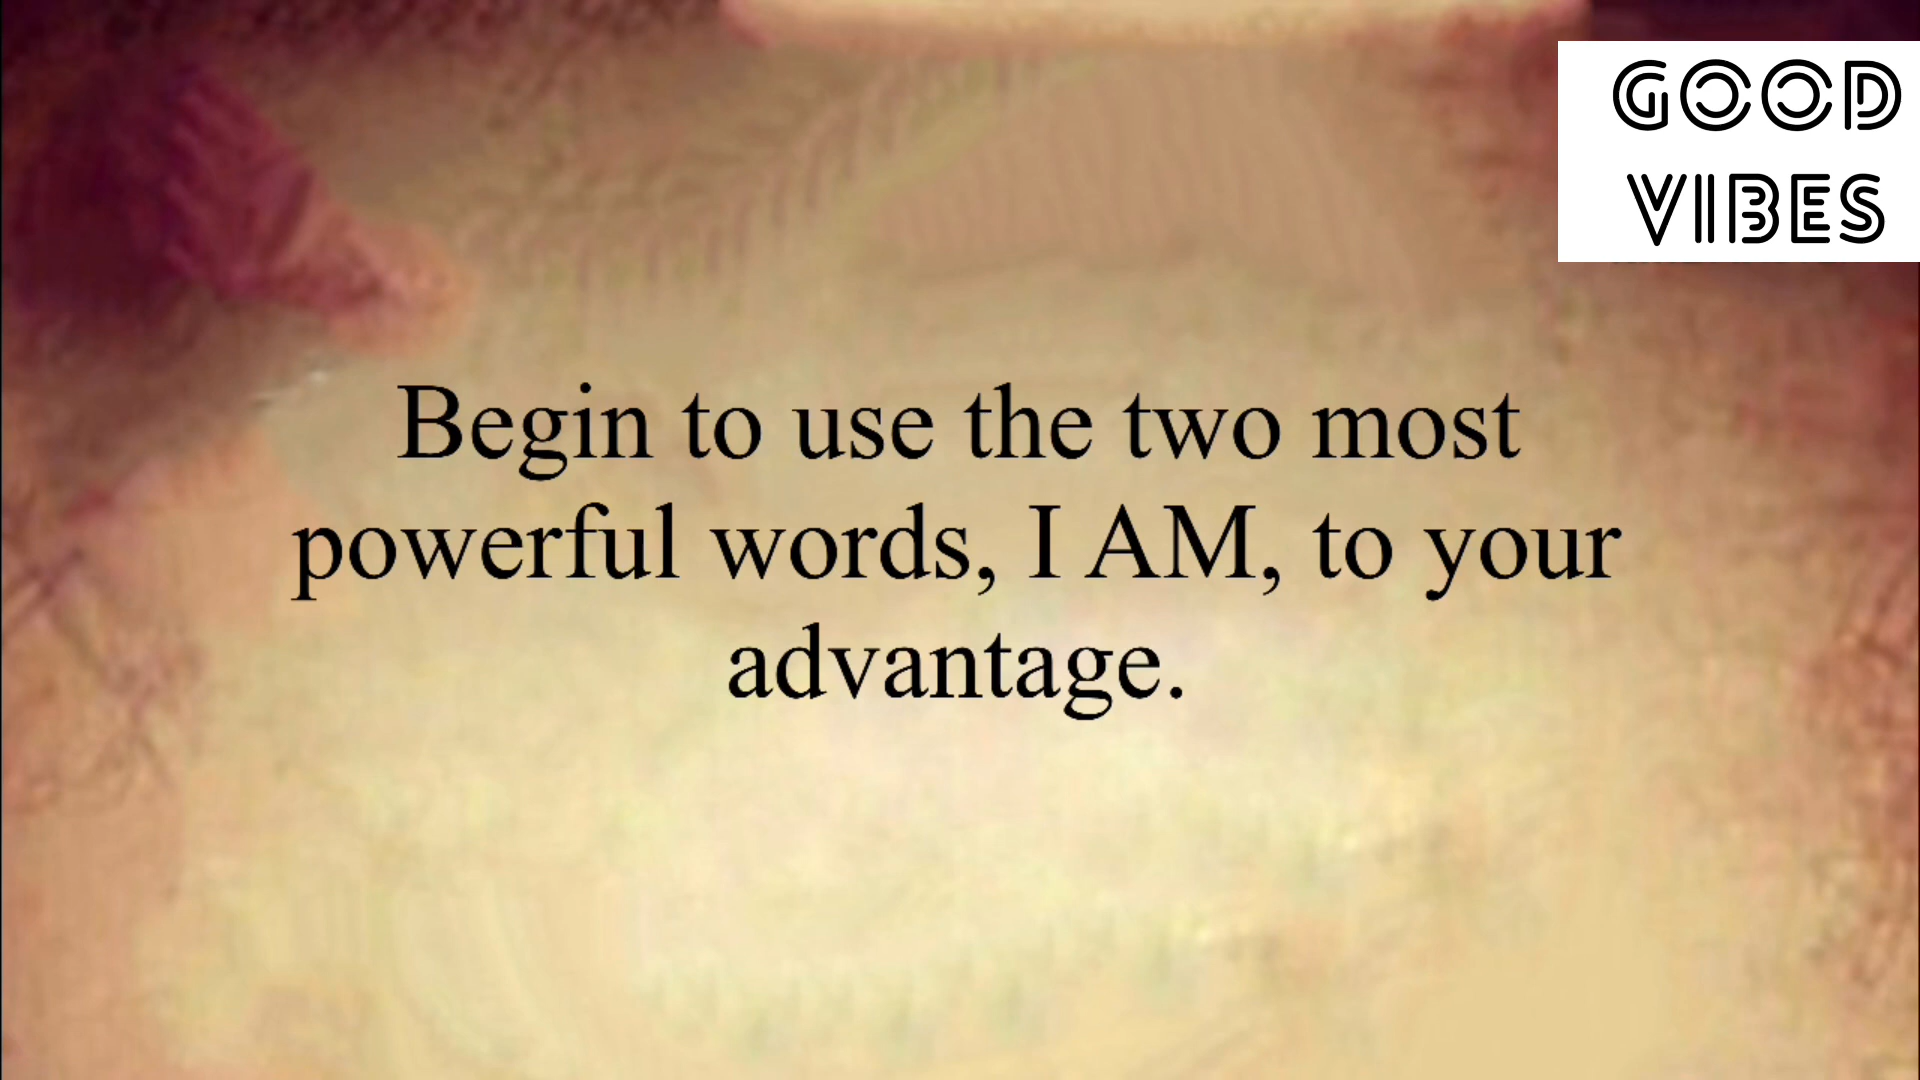 GOOD
VIBES
Begin to use the two most
powerful words, I AM, to your
advantage.